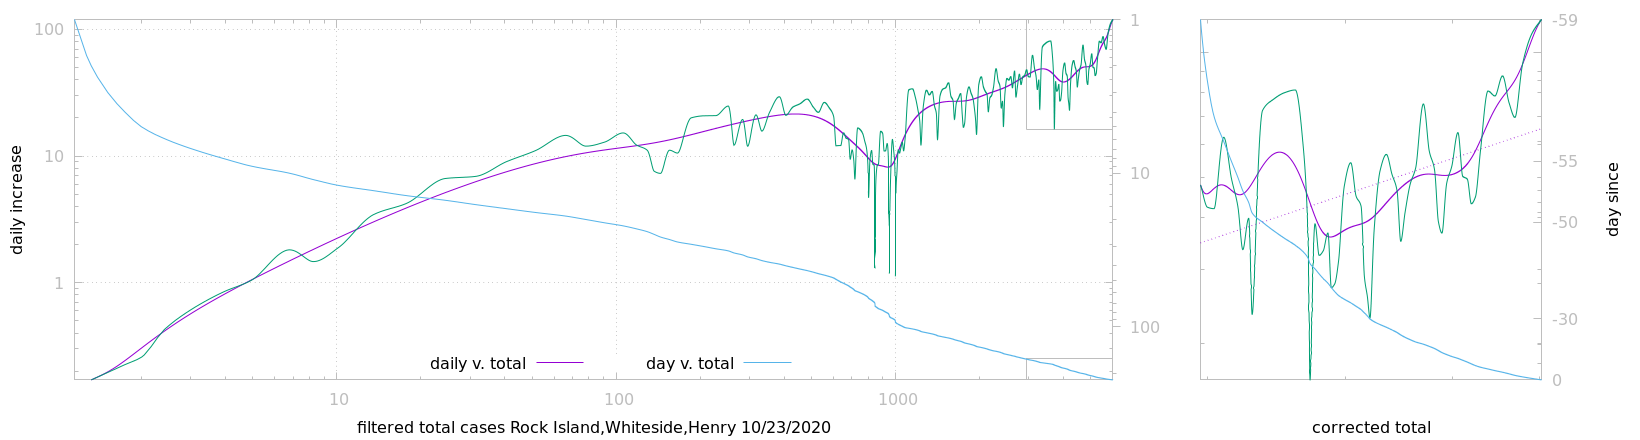 100
10
1
daily increase
daily v. total
day v. total
10
100
1000
filtered total cases Rock Island,Whiteside,Henry 10/23/2020
1
10
100
-59
-55
-50
-30
0
day since
corrected total